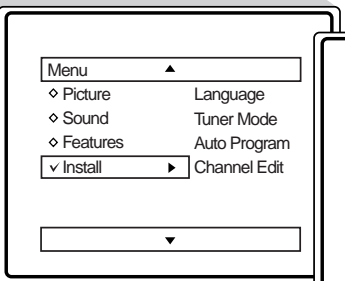 Menu ▲
◇ Picture Language
◇ Sound Tuner Mode
◇ Features Auto Program
✓ Install ▶ Channel Edit
▼